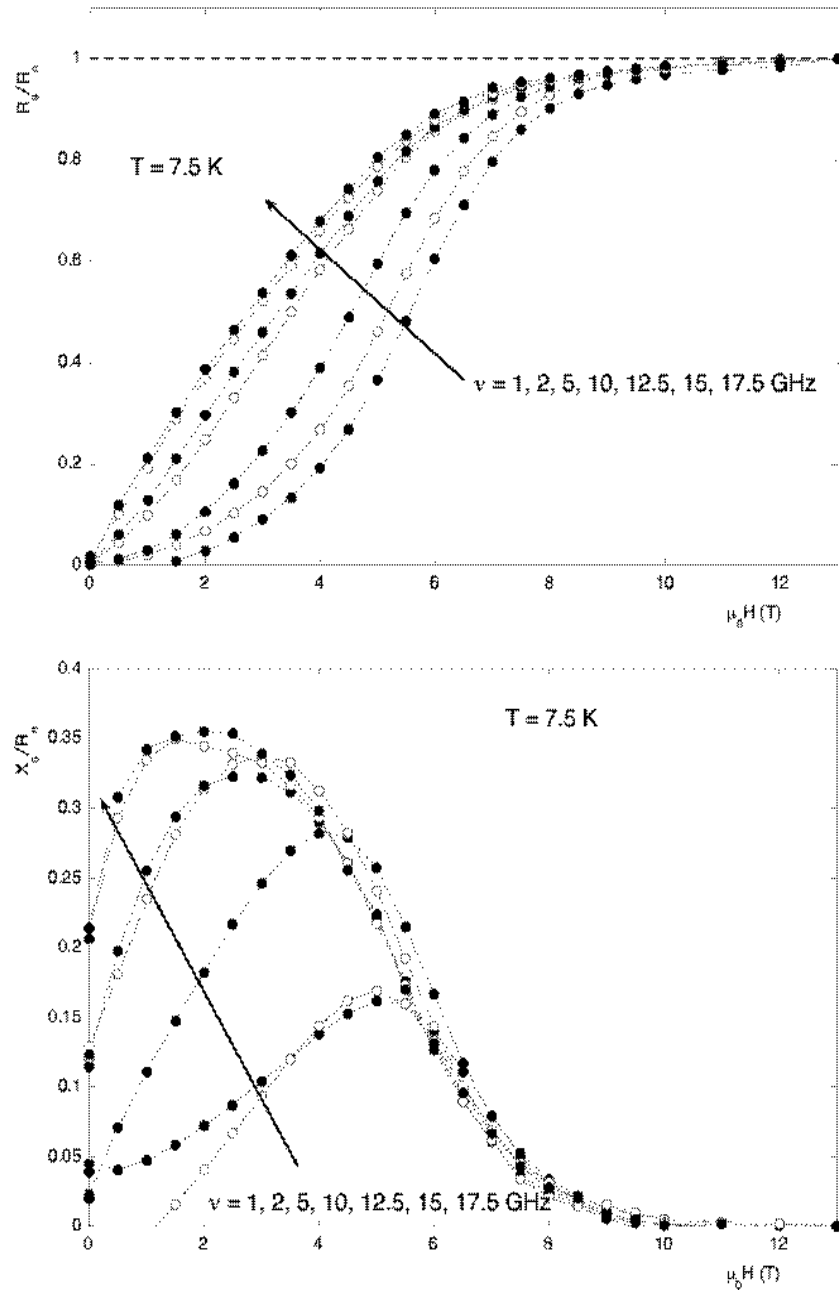 R_s/R_n
1
0.8
0.6
0.4
0.2
0
T = 7.5 K
ν = 1, 2, 5, 10, 12.5, 15, 17.5 GHz
0 2 4 6 8 10 12
μ_0H (T)
X_s/R_n
0.4
0.35
0.3
0.25
0.2
0.15
0.1
0.05
0
T = 7.5 K
ν = 1, 2, 5, 10, 12.5, 15, 17.5 GHz
0 2 4 6 8 10 12
μ_0H (T)